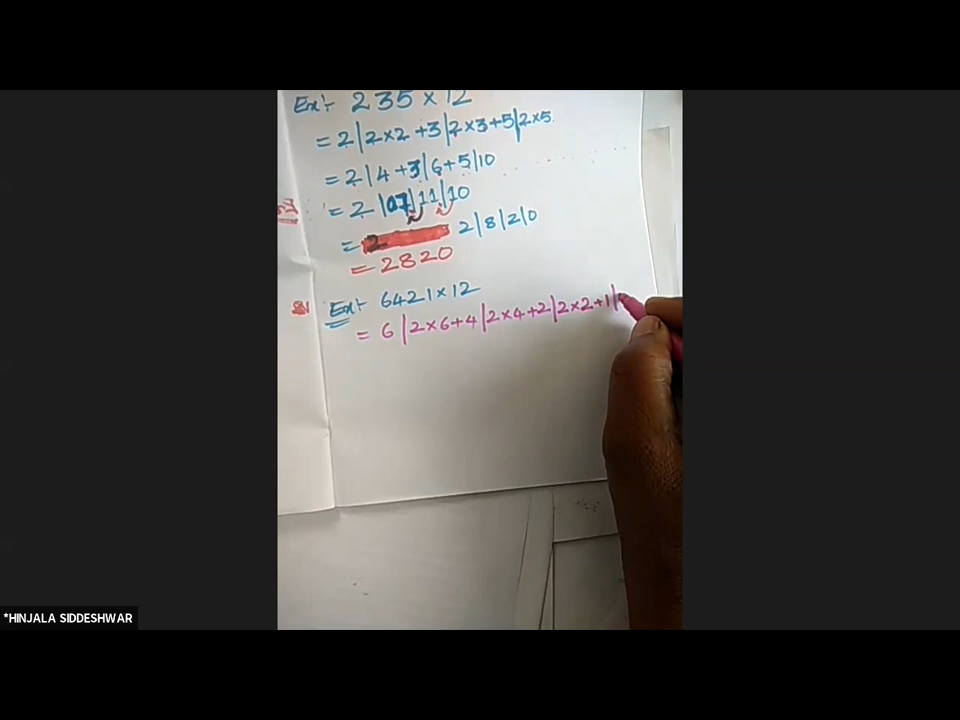 Ex:- 235×12
= 2|2×2+3|2×3+5|2×5
= 2|4+3|6+5|10
= 2|07|11|10
= 2|8|2|0
= 2820
Ex:- 6421×12
= 6|2×6+4|2×4+2|2×2+1|
*HINJALA SIDDESHWAR